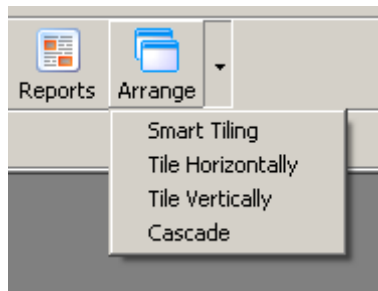 Reports Arrange
Smart Tiling
Tile Horizontally
Tile Vertically
Cascade